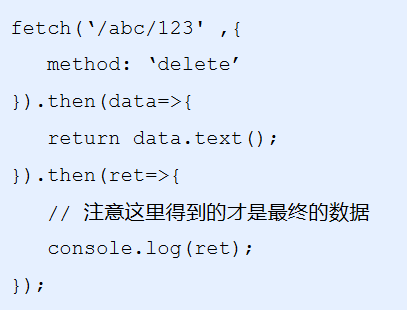 fetch(‘/abc/123' ,{
method: ‘delete’
}).then(data=>{
return data.text();
}).then(ret=>{
// 注意这里得到的才是最终的数据
console.log(ret);
});